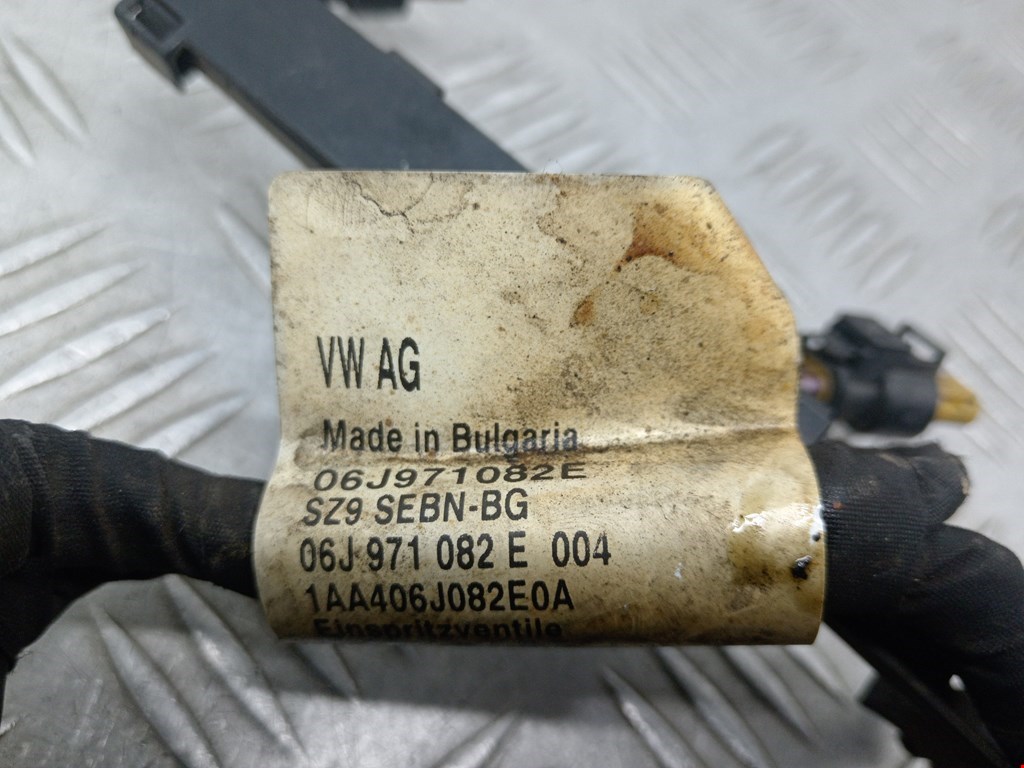 VW AG
Made in Bulgaria
06J971082E
SZ9 SEBN-BG
06J 971 082 E 004
1AA406J082E0A
Einspritzventile